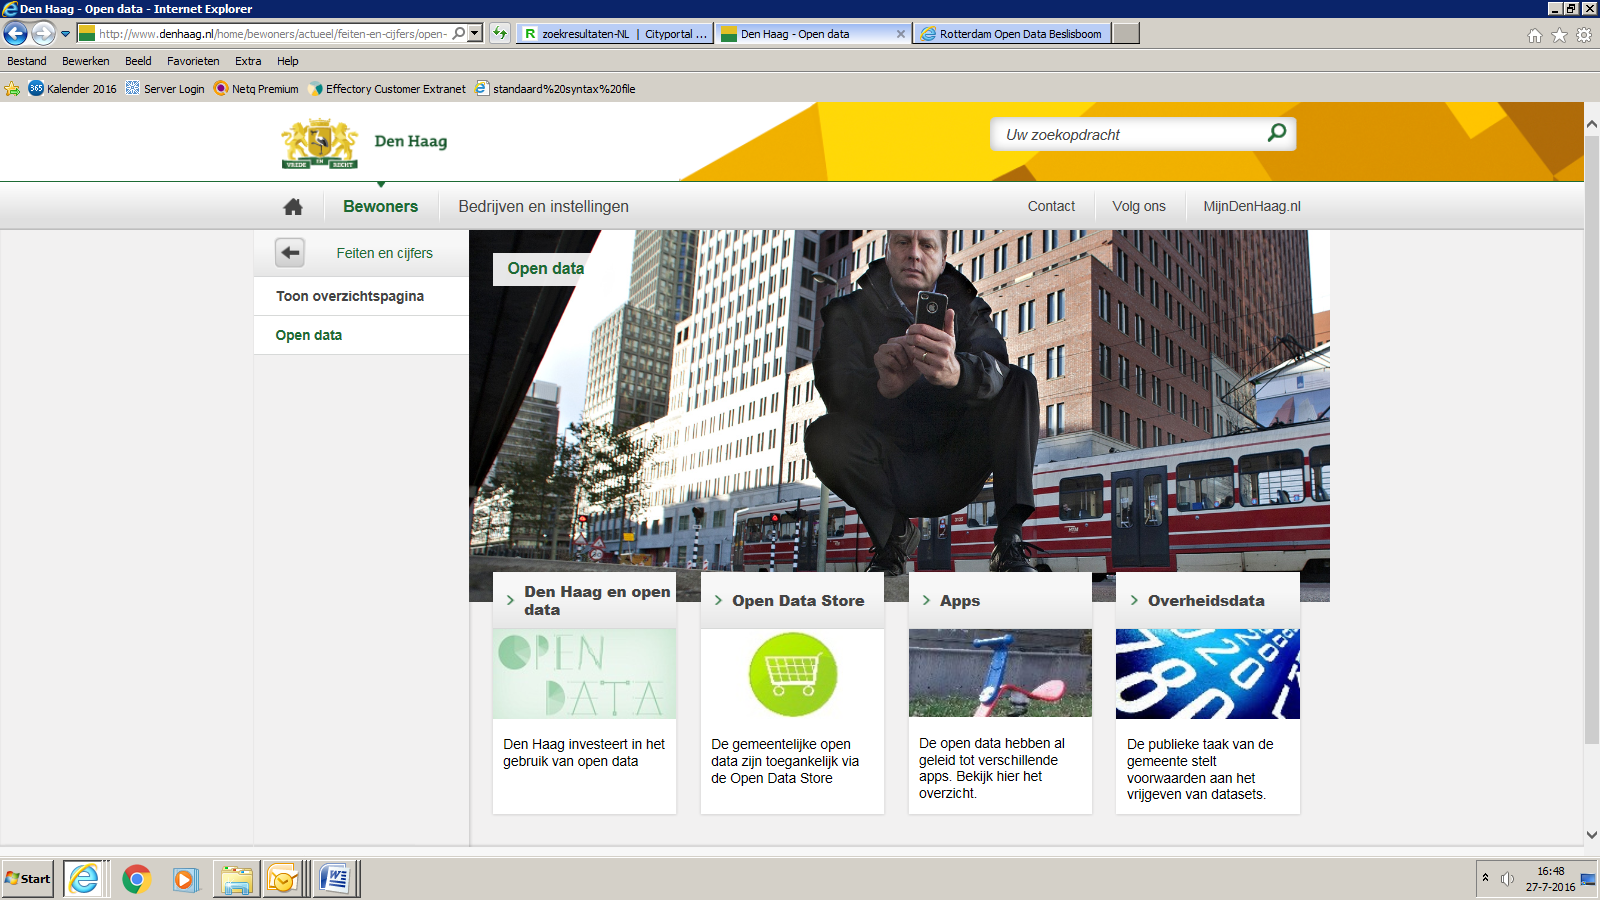 Den Haag - Open data - Internet Explorer
http://www.denhaag.nl/home/bewoners/actueel/feiten-en-cijfers/open-
zoekresultaten-NL | Cityportal ...
Den Haag - Open data
Rotterdam Open Data Beslisboom
Bestand Bewerken Beeld Favorieten Extra Help
365 Kalender 2016 Server Login Netq Premium Effectory Customer Extranet standaard%20syntax%20file
VREDE EN RECHT
Den Haag
Uw zoekopdracht
Bewoners Bedrijven en instellingen Contact Volg ons MijnDenHaag.nl
Feiten en cijfers
Toon overzichtspagina
Open data
Open data
Den Haag en open
data
OPEN
DATA
Den Haag investeert in het
gebruik van open data
Open Data Store
De gemeentelijke open
data zijn toegankelijk via
de Open Data Store
Apps
De open data hebben al
geleid tot verschillende
apps. Bekijk hier het
overzicht.
Overheidsdata
De publieke taak van de
gemeente stelt
voorwaarden aan het
vrijgeven van datasets.
Start
16:48
27-7-2016